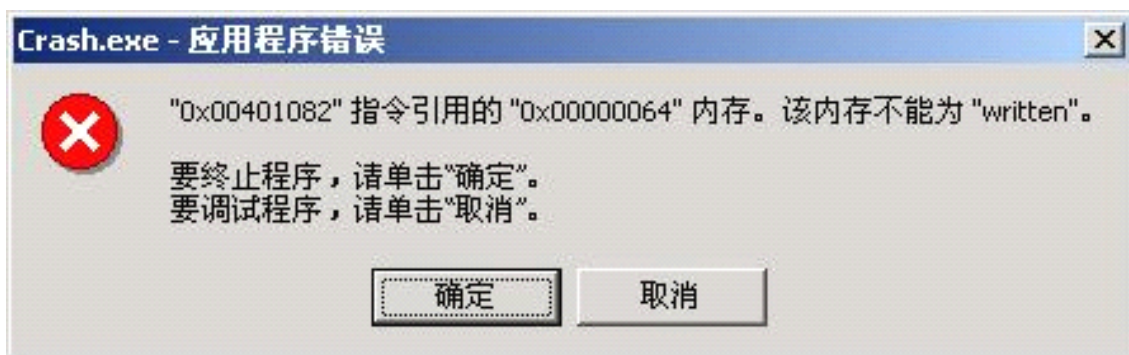 Crash.exe - 应用程序错误
"0x00401082" 指令引用的 "0x00000064" 内存。该内存不能为 "written"。
要终止程序，请单击"确定"。
要调试程序，请单击"取消"。
确定 取消